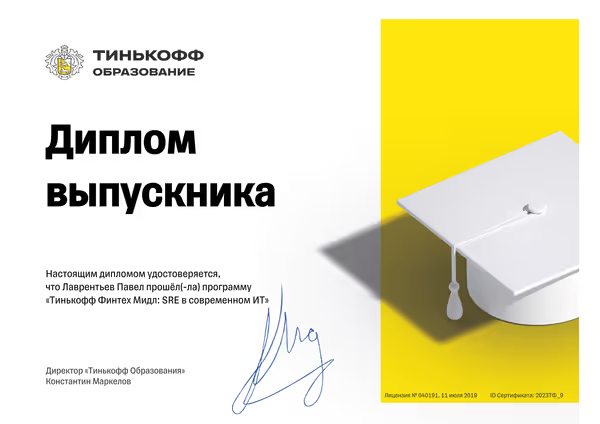 ТИНЬКОФФ
ОБРАЗОВАНИЕ
Диплом
выпускника
Настоящим дипломом удостоверяется,
что Лаврентьев Павел прошёл(-ла) программу
«Тинькофф Финтех Мидл: SRE в современном ИТ»
Директор «Тинькофф Образования»
Константин Маркелов
Лицензия № 040191, 11 июля 2019
ID Сертификата: 2023ТФ_9